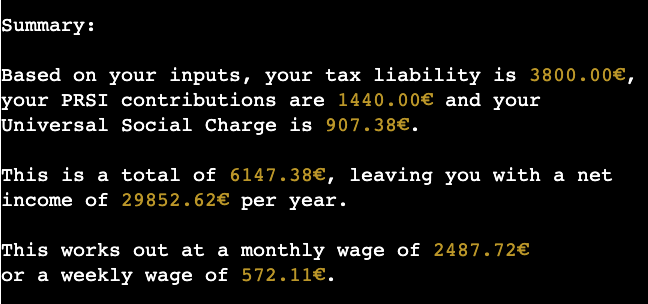 Summary:
Based on your inputs, your tax liability is 3800.00€,
your PRSI contributions are 1440.00€ and your
Universal Social Charge is 907.38€.
This is a total of 6147.38€, leaving you with a net
income of 29852.62€ per year.
This works out at a monthly wage of 2487.72€
or a weekly wage of 572.11€.